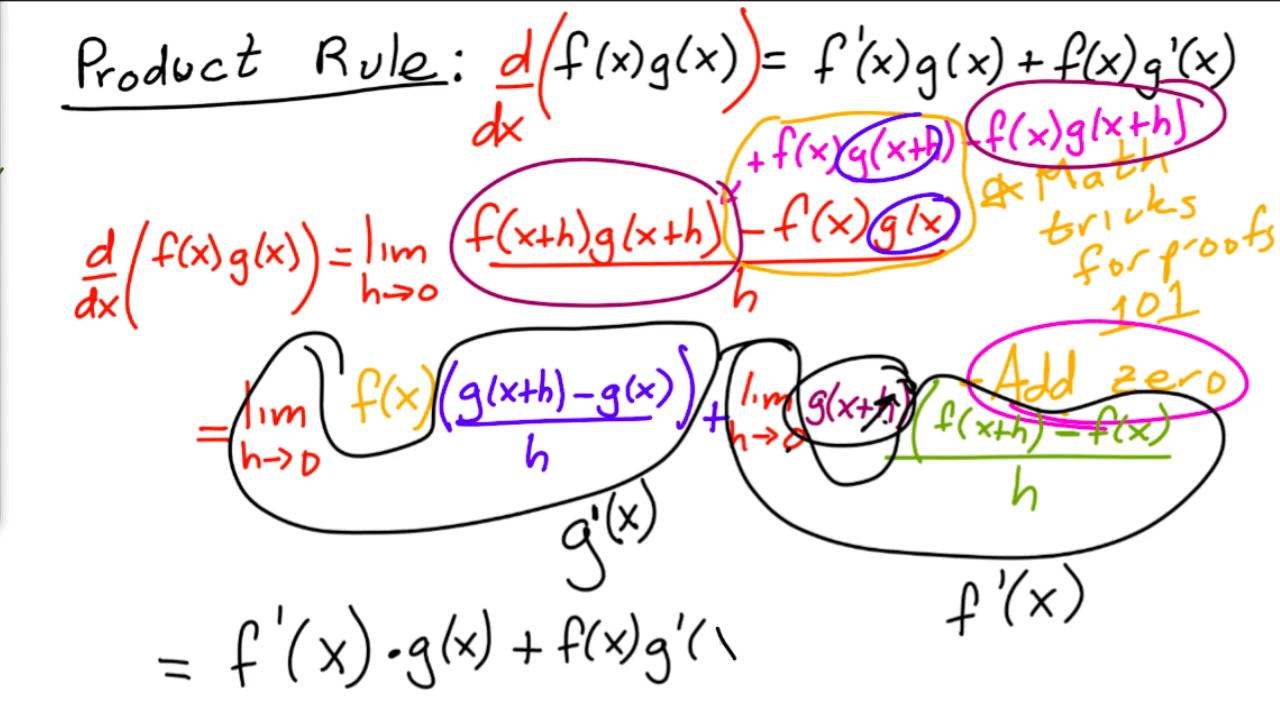 Product Rule: d/dx (f(x)g(x)) = f'(x)g(x) + f(x)g'(x)
+ f(x)g(x+h) - f(x)g(x+h)
d/dx (f(x)g(x)) = lim h→0 f(x+h)g(x+h) - f(x)g(x) / h
* Math
tricks
for proofs
101
- Add zero
= lim h→0 f(x) (g(x+h) - g(x) / h) + lim h→0 g(x+h) (f(x+h) - f(x) / h
g'(x)
f'(x)
= f'(x)·g(x) + f(x)g'(